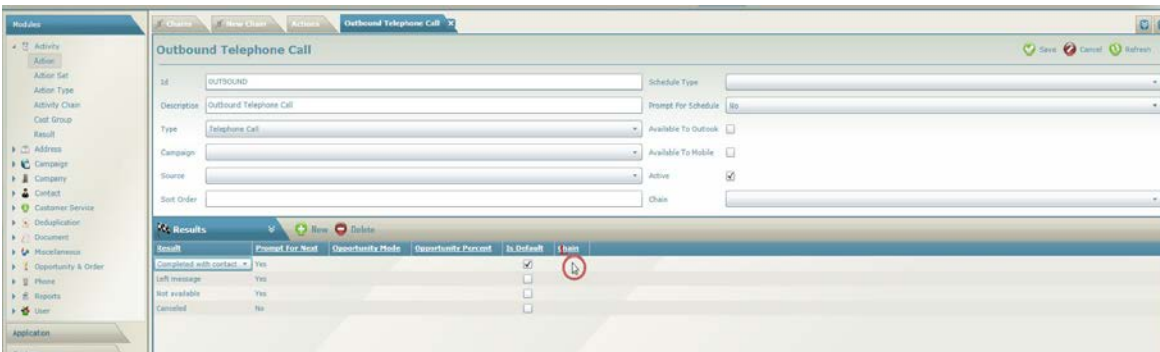 Modules
Charts New Chain Actions Outbound Telephone Call X
Activity
Action
Action Set
Action Type
Activity Chain
Cost Group
Result
Address
Campaign
Company
Contact
Customer Service
Deduplication
Document
Miscellaneous
Opportunity & Order
Phone
Reports
User
Application
Outbound Telephone Call
Save Cancel Refresh
Id OUTBOUND
Description Outbound Telephone Call
Type Telephone Call
Campaign
Source
Sort Order
Schedule Type
Prompt For Schedule No
Available To Outlook
Available To Mobile
Active
Chain
Results New Delete
Result Prompt For Next Opportunity Mode Opportunity Percent Is Default Chain
Completed with contact Yes
Left message Yes
Not available Yes
Canceled No